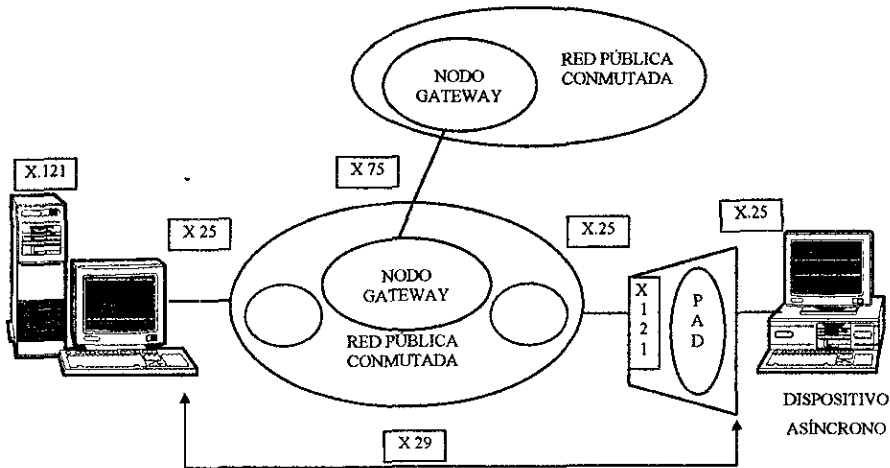 NODO
GATEWAY
RED PÚBLICA
CONMUTADA
X.121
X 75
X 25
X.25
X.25
NODO
GATEWAY
RED PÚBLICA
CONMUTADA
X
1
2
1
P
A
D
DISPOSITIVO
ASÍNCRONO
X 29